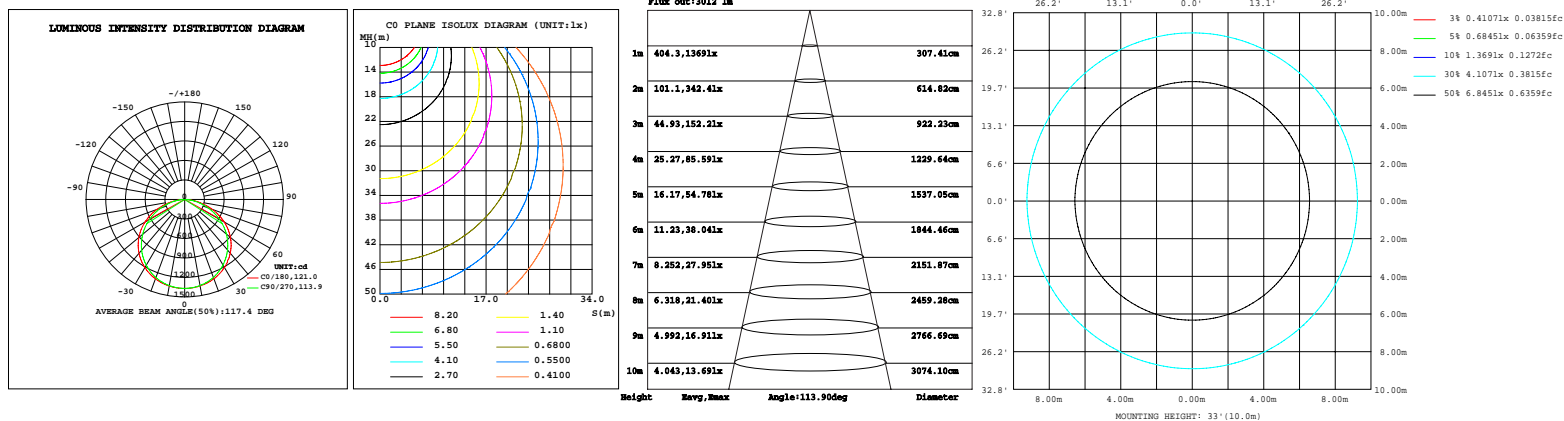 LUMINOUS INTENSITY DISTRIBUTION DIAGRAM
-/+180
-150 150
-120 120
-90 90
0
300
600
900
1200
1500
60
-30 30
0
UNIT:cd
C0/180,121.0
C90/270,113.9
AVERAGE BEAM ANGLE(50%):117.4 DEG
C0 PLANE ISOLUX DIAGRAM (UNIT:lx)
MH(m)
10
14
18
22
26
30
34
38
42
46
50
0.0 17.0 34.0
S(m)
8.20 1.40
6.80 1.10
5.50 0.6800
4.10 0.5500
2.70 0.4100
Flux out:3012 lm
1m 404.3,1369lx 307.41cm
2m 101.1,342.4lx 614.82cm
3m 44.93,152.2lx 922.23cm
4m 25.27,85.59lx 1229.64cm
5m 16.17,54.78lx 1537.05cm
6m 11.23,38.04lx 1844.46cm
7m 8.252,27.95lx 2151.87cm
8m 6.318,21.40lx 2459.28cm
9m 4.992,16.91lx 2766.69cm
10m 4.043,13.69lx 3074.10cm
Height Eavg,Emax Angle:113.90deg Diameter
26.2' 13.1' 0.0' 13.1' 26.2'
32.8' 10.00m
26.2' 8.00m
19.7' 6.00m
13.1' 4.00m
6.6' 2.00m
0.0' 0.00m
6.6' 2.00m
13.1' 4.00m
19.7' 6.00m
26.2' 8.00m
32.8' 10.00m
8.00m 4.00m 0.00m 4.00m 8.00m
MOUNTING HEIGHT: 33'(10.0m)
3% 0.4107lx 0.03815fc
5% 0.6845lx 0.06359fc
10% 1.369lx 0.1272fc
30% 4.107lx 0.3815fc
50% 6.845lx 0.6359fc